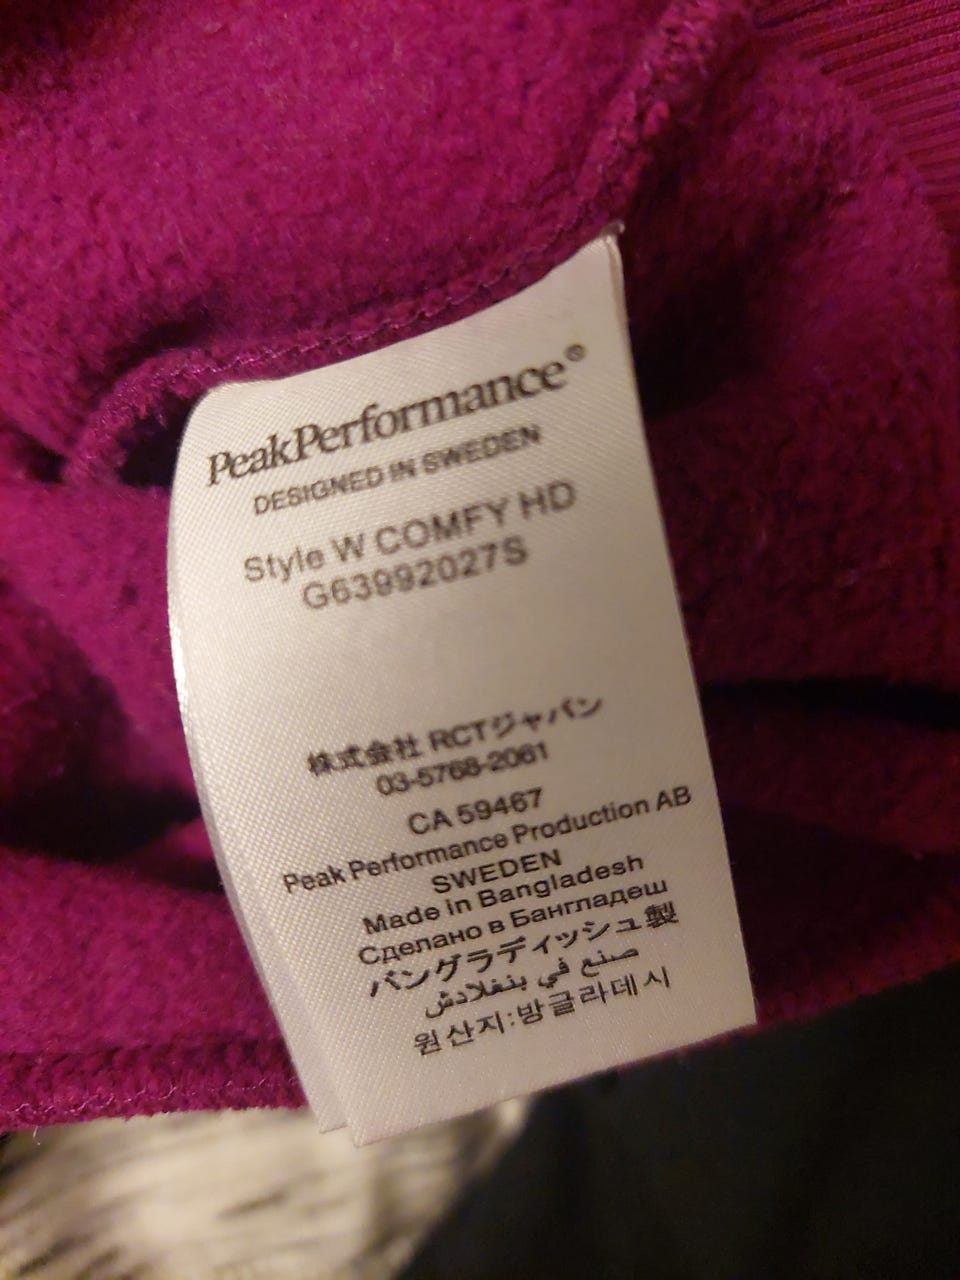 PeakPerformance®
DESIGNED IN SWEDEN
Style W COMFY HD
G63992027S
株式会社 RCTジャパン
03-5768-2061
CA 59467
Peak Performance Production AB
SWEDEN
Made in Bangladesh
Сделано в Бангладеш
バングラディッシュ製
صنع في بنغلادش
원산지:방글라데시